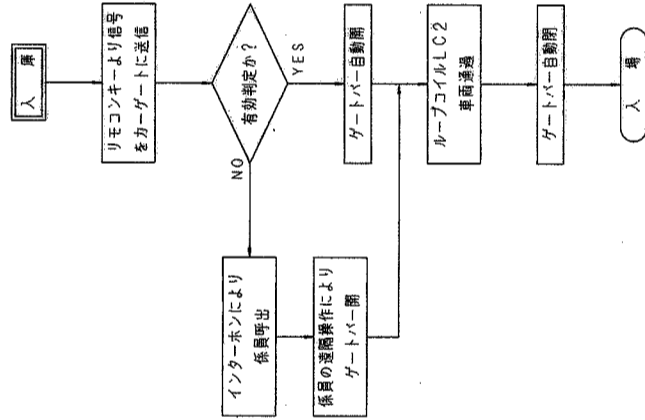 入　庫
リモコンキーより信号
をカーゲートに送信
有効判定か？
YES
NO
ゲートバー自動開
インターホンにより
係員呼出
係員の遠隔操作により
ゲートバー開
ループコイルLC2
車両通過
ゲートバー自動閉
入　場